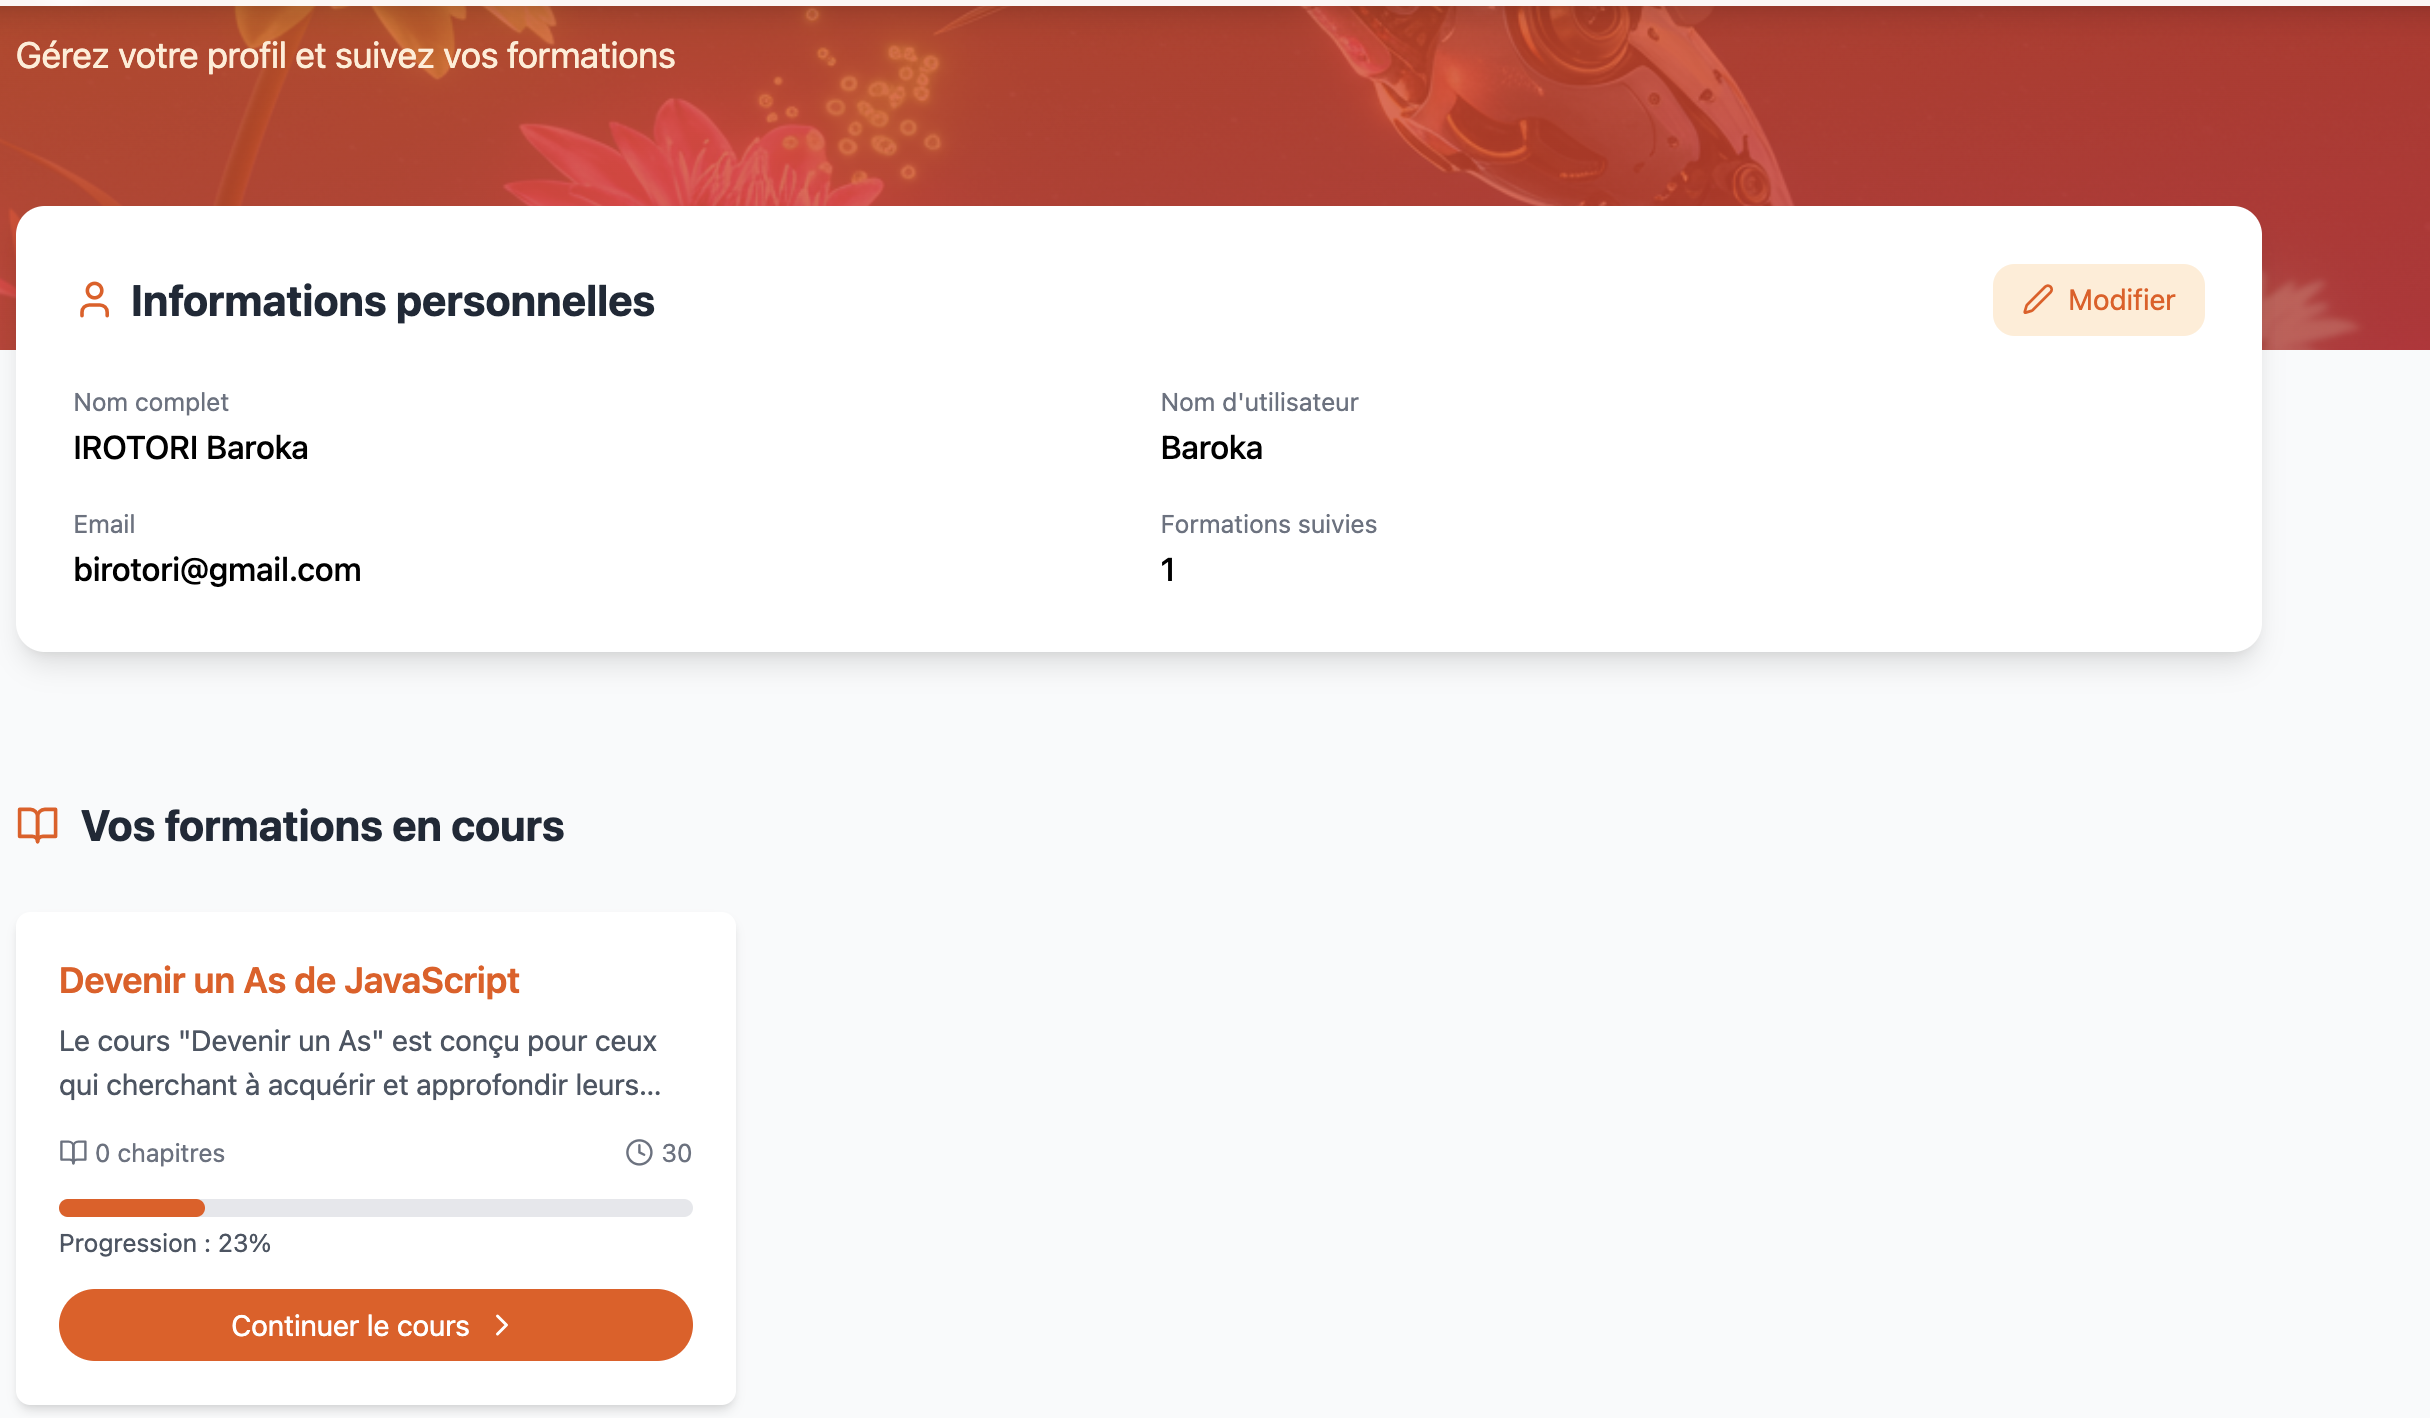 Gérez votre profil et suivez vos formations
Informations personnelles
Modifier
Nom complet
IROTORI Baroka
Nom d'utilisateur
Baroka
Email
birotori@gmail.com
Formations suivies
1
Vos formations en cours
Devenir un As de JavaScript
Le cours "Devenir un As" est conçu pour ceux
qui cherchant à acquérir et approfondir leurs...
0 chapitres
30
Progression : 23%
Continuer le cours